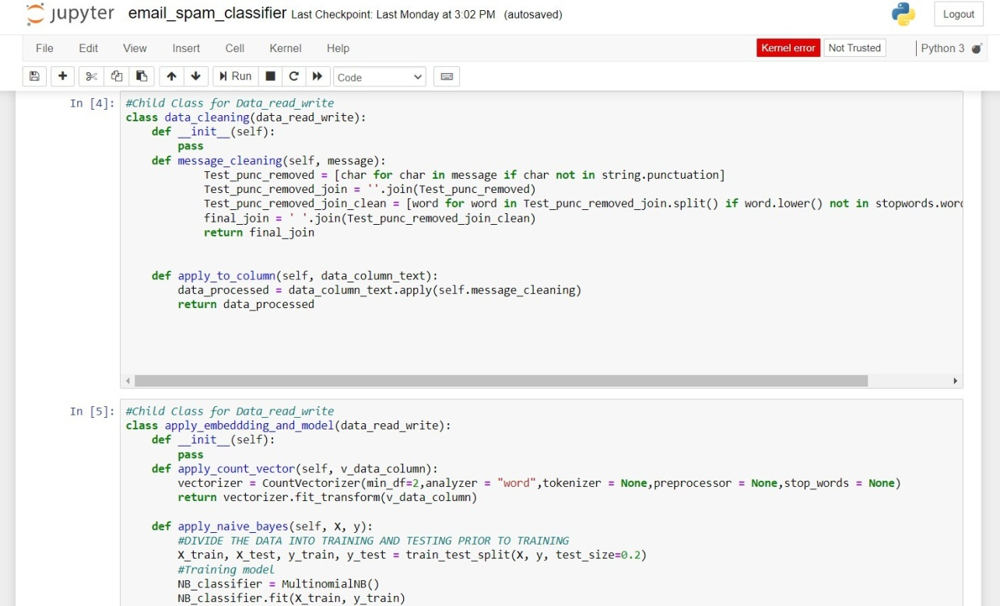 jupyter email_spam_classifier Last Checkpoint: Last Monday at 3:02 PM (autosaved) Logout
File Edit View Insert Cell Kernel Help Kernel error Not Trusted Python 3
Run Code
In [4]: #Child Class for Data_read_write
class data_cleaning(data_read_write):
    def __init__(self):
        pass
    def message_cleaning(self, message):
            Test_punc_removed = [char for char in message if char not in string.punctuation]
            Test_punc_removed_join = ''.join(Test_punc_removed)
            Test_punc_removed_join_clean = [word for word in Test_punc_removed_join.split() if word.lower() not in stopwords.
            final_join = ' '.join(Test_punc_removed_join_clean)
            return final_join
    def apply_to_column(self, data_column_text):
        data_processed = data_column_text.apply(self.message_cleaning)
        return data_processed
In [5]: #Child Class for Data_read_write
class apply_embeddding_and_model(data_read_write):
    def __init__(self):
        pass
    def apply_count_vector(self, v_data_column):
        vectorizer = CountVectorizer(min_df=2,analyzer = "word",tokenizer = None,preprocessor = None,stop_words = None)
        return vectorizer.fit_transform(v_data_column)
    def apply_naive_bayes(self, X, y):
        #DIVIDE THE DATA INTO TRAINING AND TESTING PRIOR TO TRAINING
        X_train, X_test, y_train, y_test = train_test_split(X, y, test_size=0.2)
        #Training model
        NB_classifier = MultinomialNB()
        NB_classifier.fit(X_train, y_train)